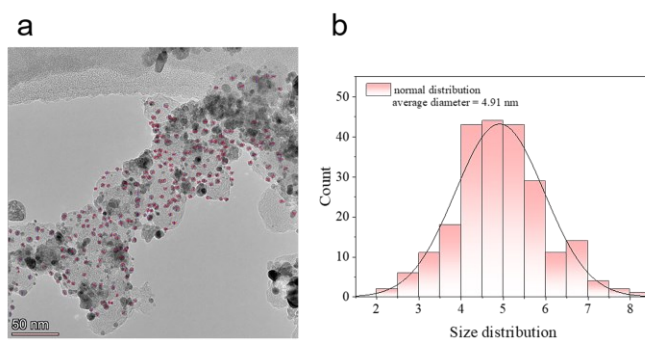 a
b
50 nm
normal distribution
average diameter = 4.91 nm
50
40
30
20
10
0
Count
2 3 4 5 6 7 8
Size distribution